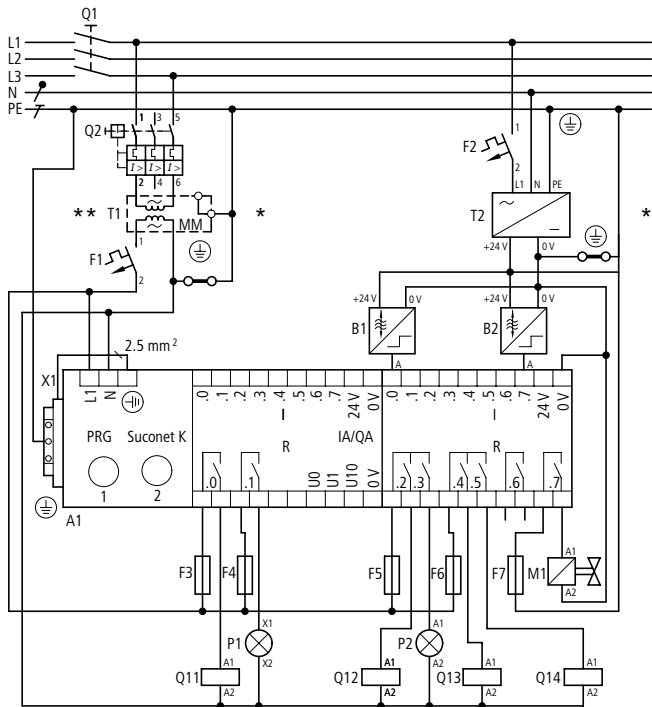 Q1
L1
L2
L3
N
PE
1 3 5
Q2
I> I> I>
2 4 6
F2
1
2
L1 N PE
** T1 MM *
T2 *
+24 V 0 V
F1
1
2
+24 V 0 V +24 V 0 V
B1 B2
A A
2.5 mm²
X1
L1 N
.0 .1 .2 .3 .4 .5 .6 .7 24 V 0 V
.0 .1 .2 .3 .4 .5 .6 .7 24 V 0 V
I I
PRG Suconet K R IA/QA R
1 2
.0 .1 U0 U1 U10 0 V .2 .3 .4 .5 .6 .7
A1
F3 F4 F5 F6 F7 M1
A1
A2
X1
P1
X2
A1
P2
A2
Q11 A1
A2
Q12 A1
A2
Q13 A1
A2
Q14 A1
A2